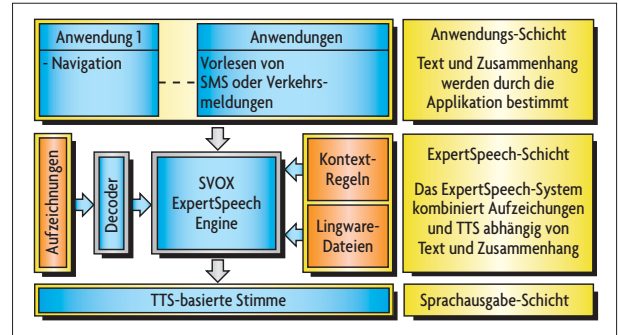 Anwendung 1
- Navigation
Anwendungen
Vorlesen von
SMS oder Verkehrs-
meldungen
Anwendungs-Schicht
Text und Zusammenhang
werden durch die
Applikation bestimmt
Aufzeichnungen
Decoder
SVOX
ExpertSpeech
Engine
Kontext-
Regeln
Lingware-
Dateien
ExpertSpeech-Schicht
Das ExpertSpeech-System
kombiniert Aufzeichungen
und TTS abhängig von
Text und Zusammenhang
TTS-basierte Stimme
Sprachausgabe-Schicht